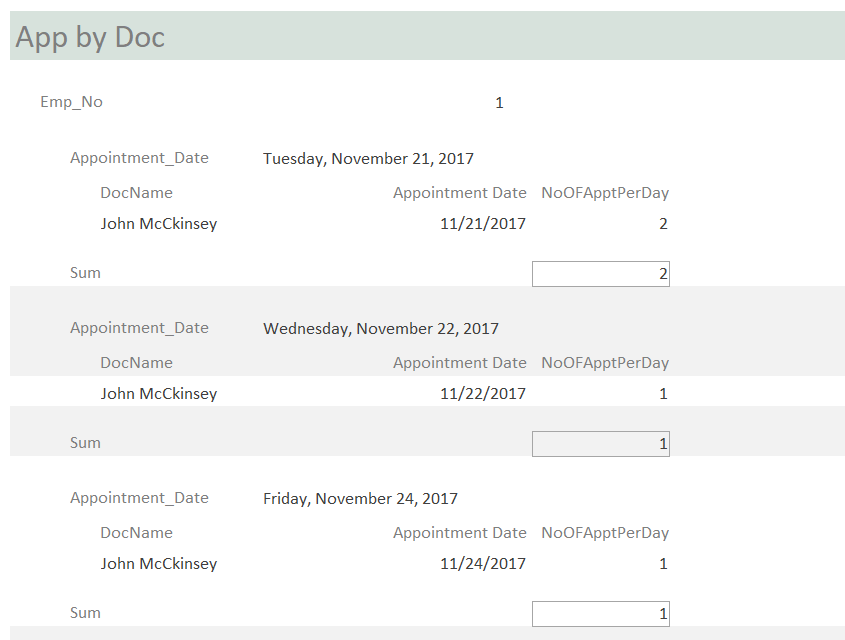 App by Doc
Emp_No 1
Appointment_Date Tuesday, November 21, 2017
DocName Appointment Date NoOFApptPerDay
John McCkinsey 11/21/2017 2
Sum 2
Appointment_Date Wednesday, November 22, 2017
DocName Appointment Date NoOFApptPerDay
John McCkinsey 11/22/2017 1
Sum 1
Appointment_Date Friday, November 24, 2017
DocName Appointment Date NoOFApptPerDay
John McCkinsey 11/24/2017 1
Sum 1